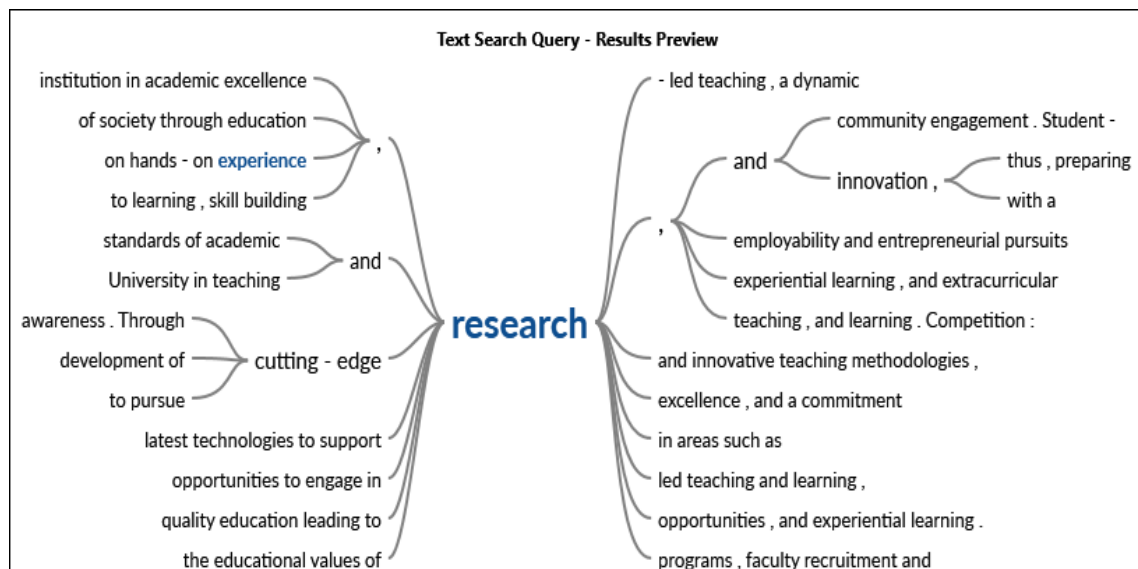 Text Search Query - Results Preview
institution in academic excellence
of society through education
on hands - on experience
to learning , skill building
,
standards of academic
University in teaching
and
awareness . Through
development of
to pursue
cutting - edge
latest technologies to support
opportunities to engage in
quality education leading to
the educational values of
research
- led teaching , a dynamic
,
and
community engagement . Student -
innovation ,
thus , preparing
with a
employability and entrepreneurial pursuits
experiential learning , and extracurricular
teaching , and learning . Competition :
and innovative teaching methodologies ,
excellence , and a commitment
in areas such as
led teaching and learning ,
opportunities , and experiential learning .
programs , faculty recruitment and